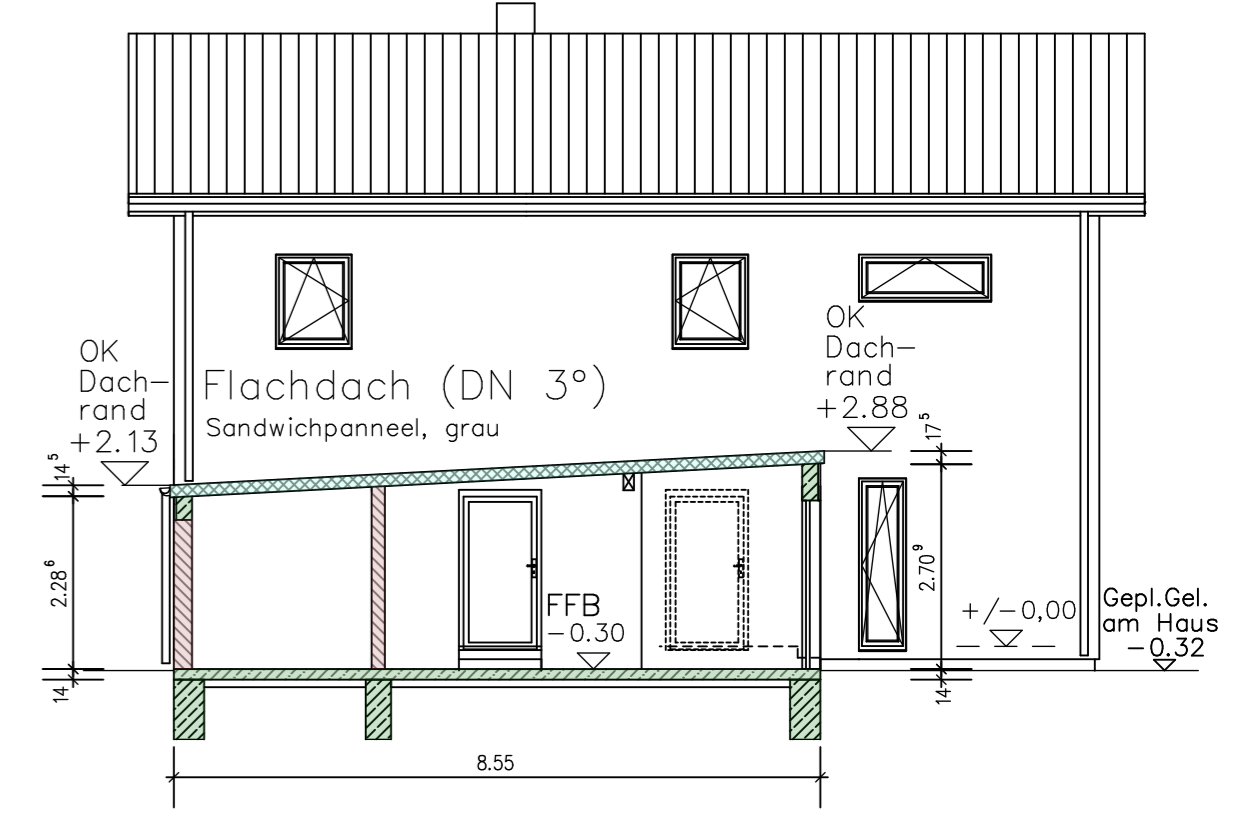 OK
Dach-
rand
+2.13
Flachdach (DN 3°)
Sandwichpanneel, grau
OK
Dach-
rand
+2.88
17⁵
14⁵
2.28⁶
14
FFB
-0.30
2.70⁹
14
+/-0,00
Gepl.Gel.
am Haus
-0.32
8.55